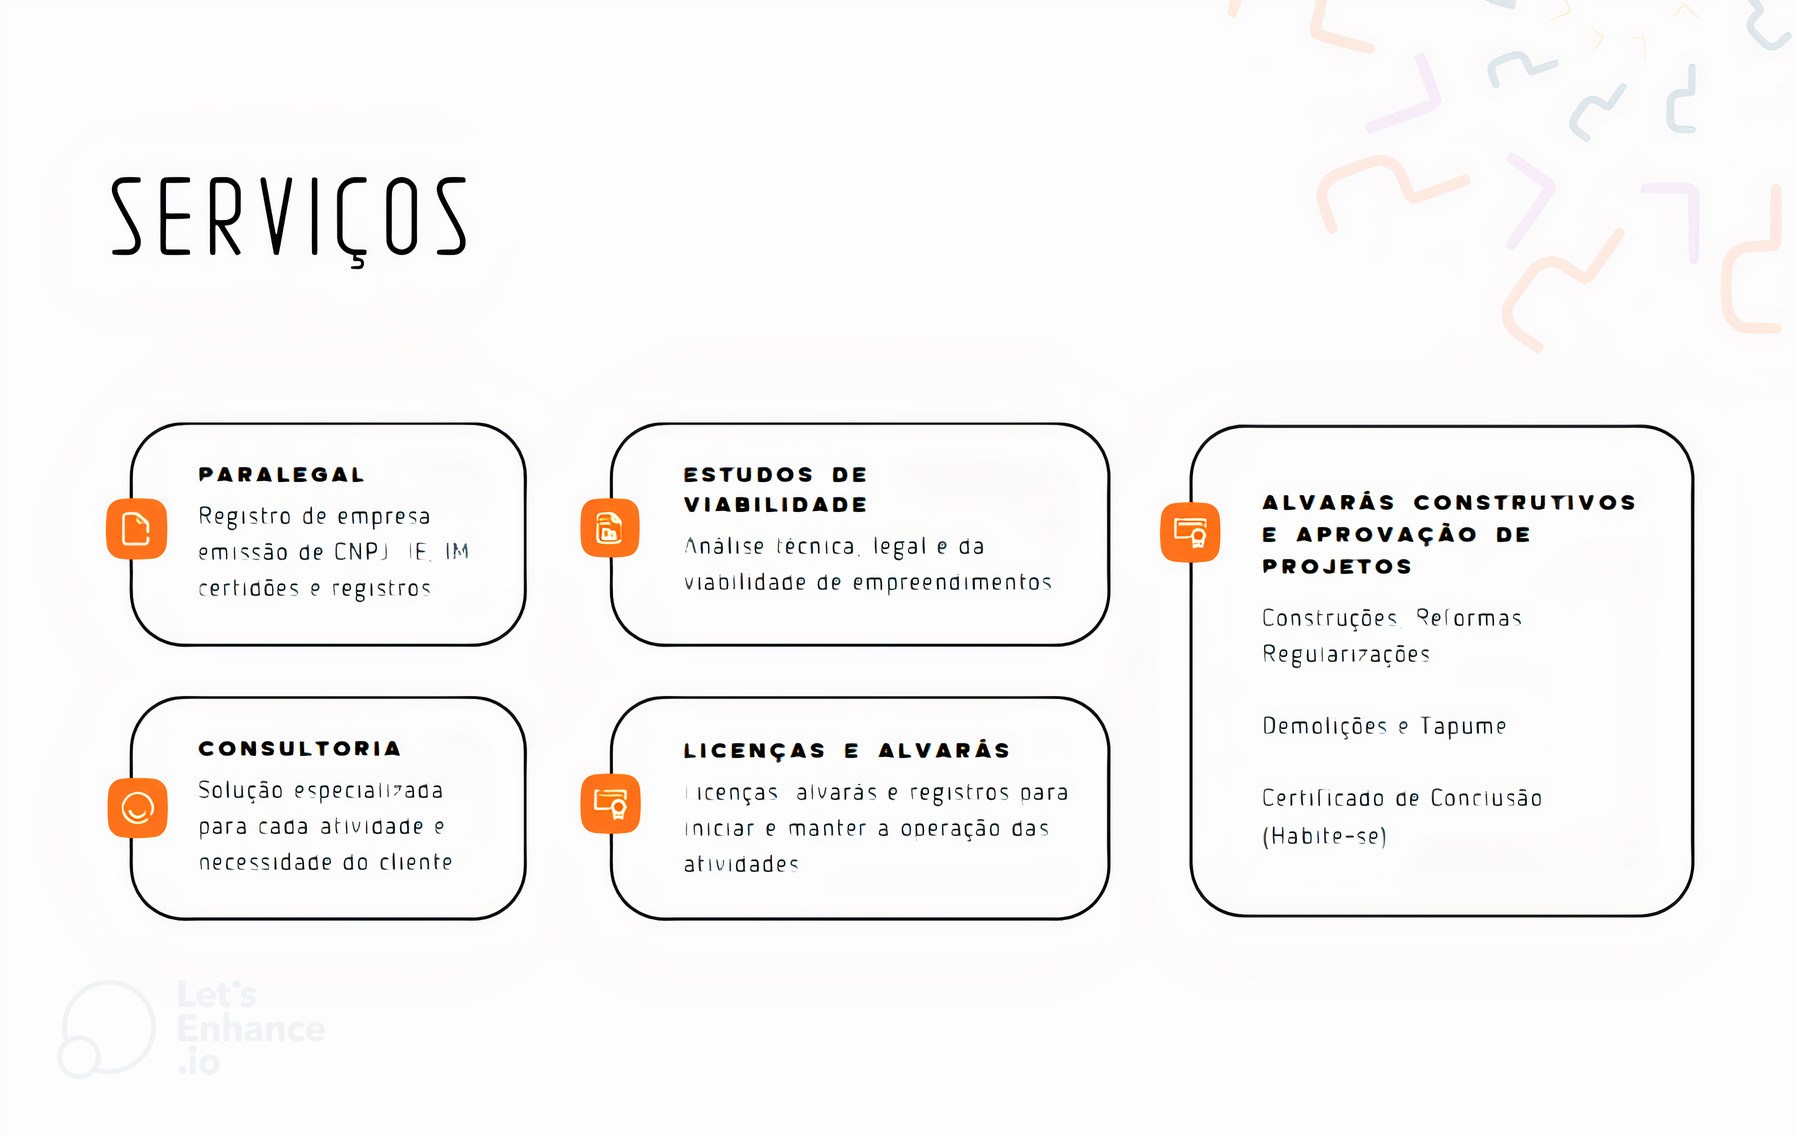 SERVIÇOS
PARALEGAL
Registro de empresa
emissão de CNPJ, IE, IM
certidões e registros
ESTUDOS DE
VIABILIDADE
Análise técnica, legal e da
viabilidade de empreendimentos
ALVARÁS CONSTRUTIVOS
E APROVAÇÃO DE
PROJETOS
Construções, Reformas
Regularizações
Demolições e Tapume
Certificado de Conclusão
(Habite-se)
CONSULTORIA
Solução especializada
para cada atividade e
necessidade do cliente
LICENÇAS E ALVARÁS
Licenças, alvarás e registros para
iniciar e manter a operação das
atividades
Let's
Enhance
.io